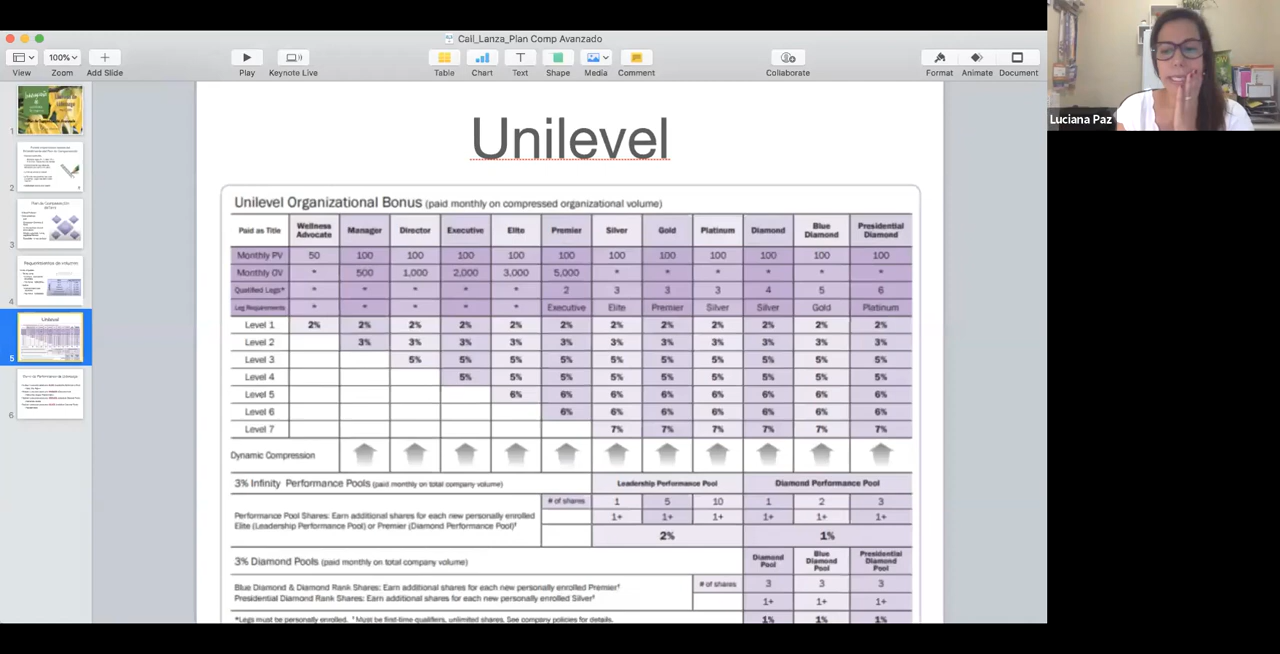 Cail_Lanza_Plan Comp Avanzado
100%
View Zoom Add Slide Play Keynote Live Table Chart Text Shape Media Comment Collaborate Format Animate Document
Luciana Paz
1
2
3
4
5
6
Unilevel
Unilevel
Unilevel Organizational Bonus (paid monthly on compressed organizational volume)
Paid as Title Wellness Advocate Manager Director Executive Elite Premier Silver Gold Platinum Diamond Blue Diamond Presidential Diamond
Monthly PV 50 100 100 100 100 100 100 100 100 100 100 100
Monthly OV * 500 1,000 2,000 3,000 5,000 * * * * * *
Qualified Legs* * * * * * 2 3 3 3 4 5 6
Leg Requirements * * * * * Executive Elite Premier Silver Silver Gold Platinum
Level 1 2% 2% 2% 2% 2% 2% 2% 2% 2% 2% 2% 2%
Level 2 3% 3% 3% 3% 3% 3% 3% 3% 3% 3% 3%
Level 3 5% 5% 5% 5% 5% 5% 5% 5% 5% 5%
Level 4 5% 5% 5% 5% 5% 5% 5% 5% 5%
Level 5 6% 6% 6% 6% 6% 6% 6% 6%
Level 6 6% 6% 6% 6% 6% 6% 6%
Level 7 7% 7% 7% 7% 7% 7%
Dynamic Compression
3% Infinity Performance Pools (paid monthly on total company volume) Leadership Performance Pool Diamond Performance Pool
# of shares 1 5 10 1 2 3
Performance Pool Shares: Earn additional shares for each new personally enrolled 1+ 1+ 1+ 1+ 1+ 1+
Elite (Leadership Performance Pool) or Premier (Diamond Performance Pool)†
2% 1%
3% Diamond Pools (paid monthly on total company volume) Diamond Pool Blue Diamond Pool Presidential Diamond Pool
Blue Diamond & Diamond Rank Shares: Earn additional shares for each new personally enrolled Premier† # of shares 3 3 3
Presidential Diamond Rank Shares: Earn additional shares for each new personally enrolled Silver† 1+ 1+ 1+
*Legs must be personally enrolled. †Must be first-time qualifiers, unlimited shares. See company policies for details. 1% 1% 1%